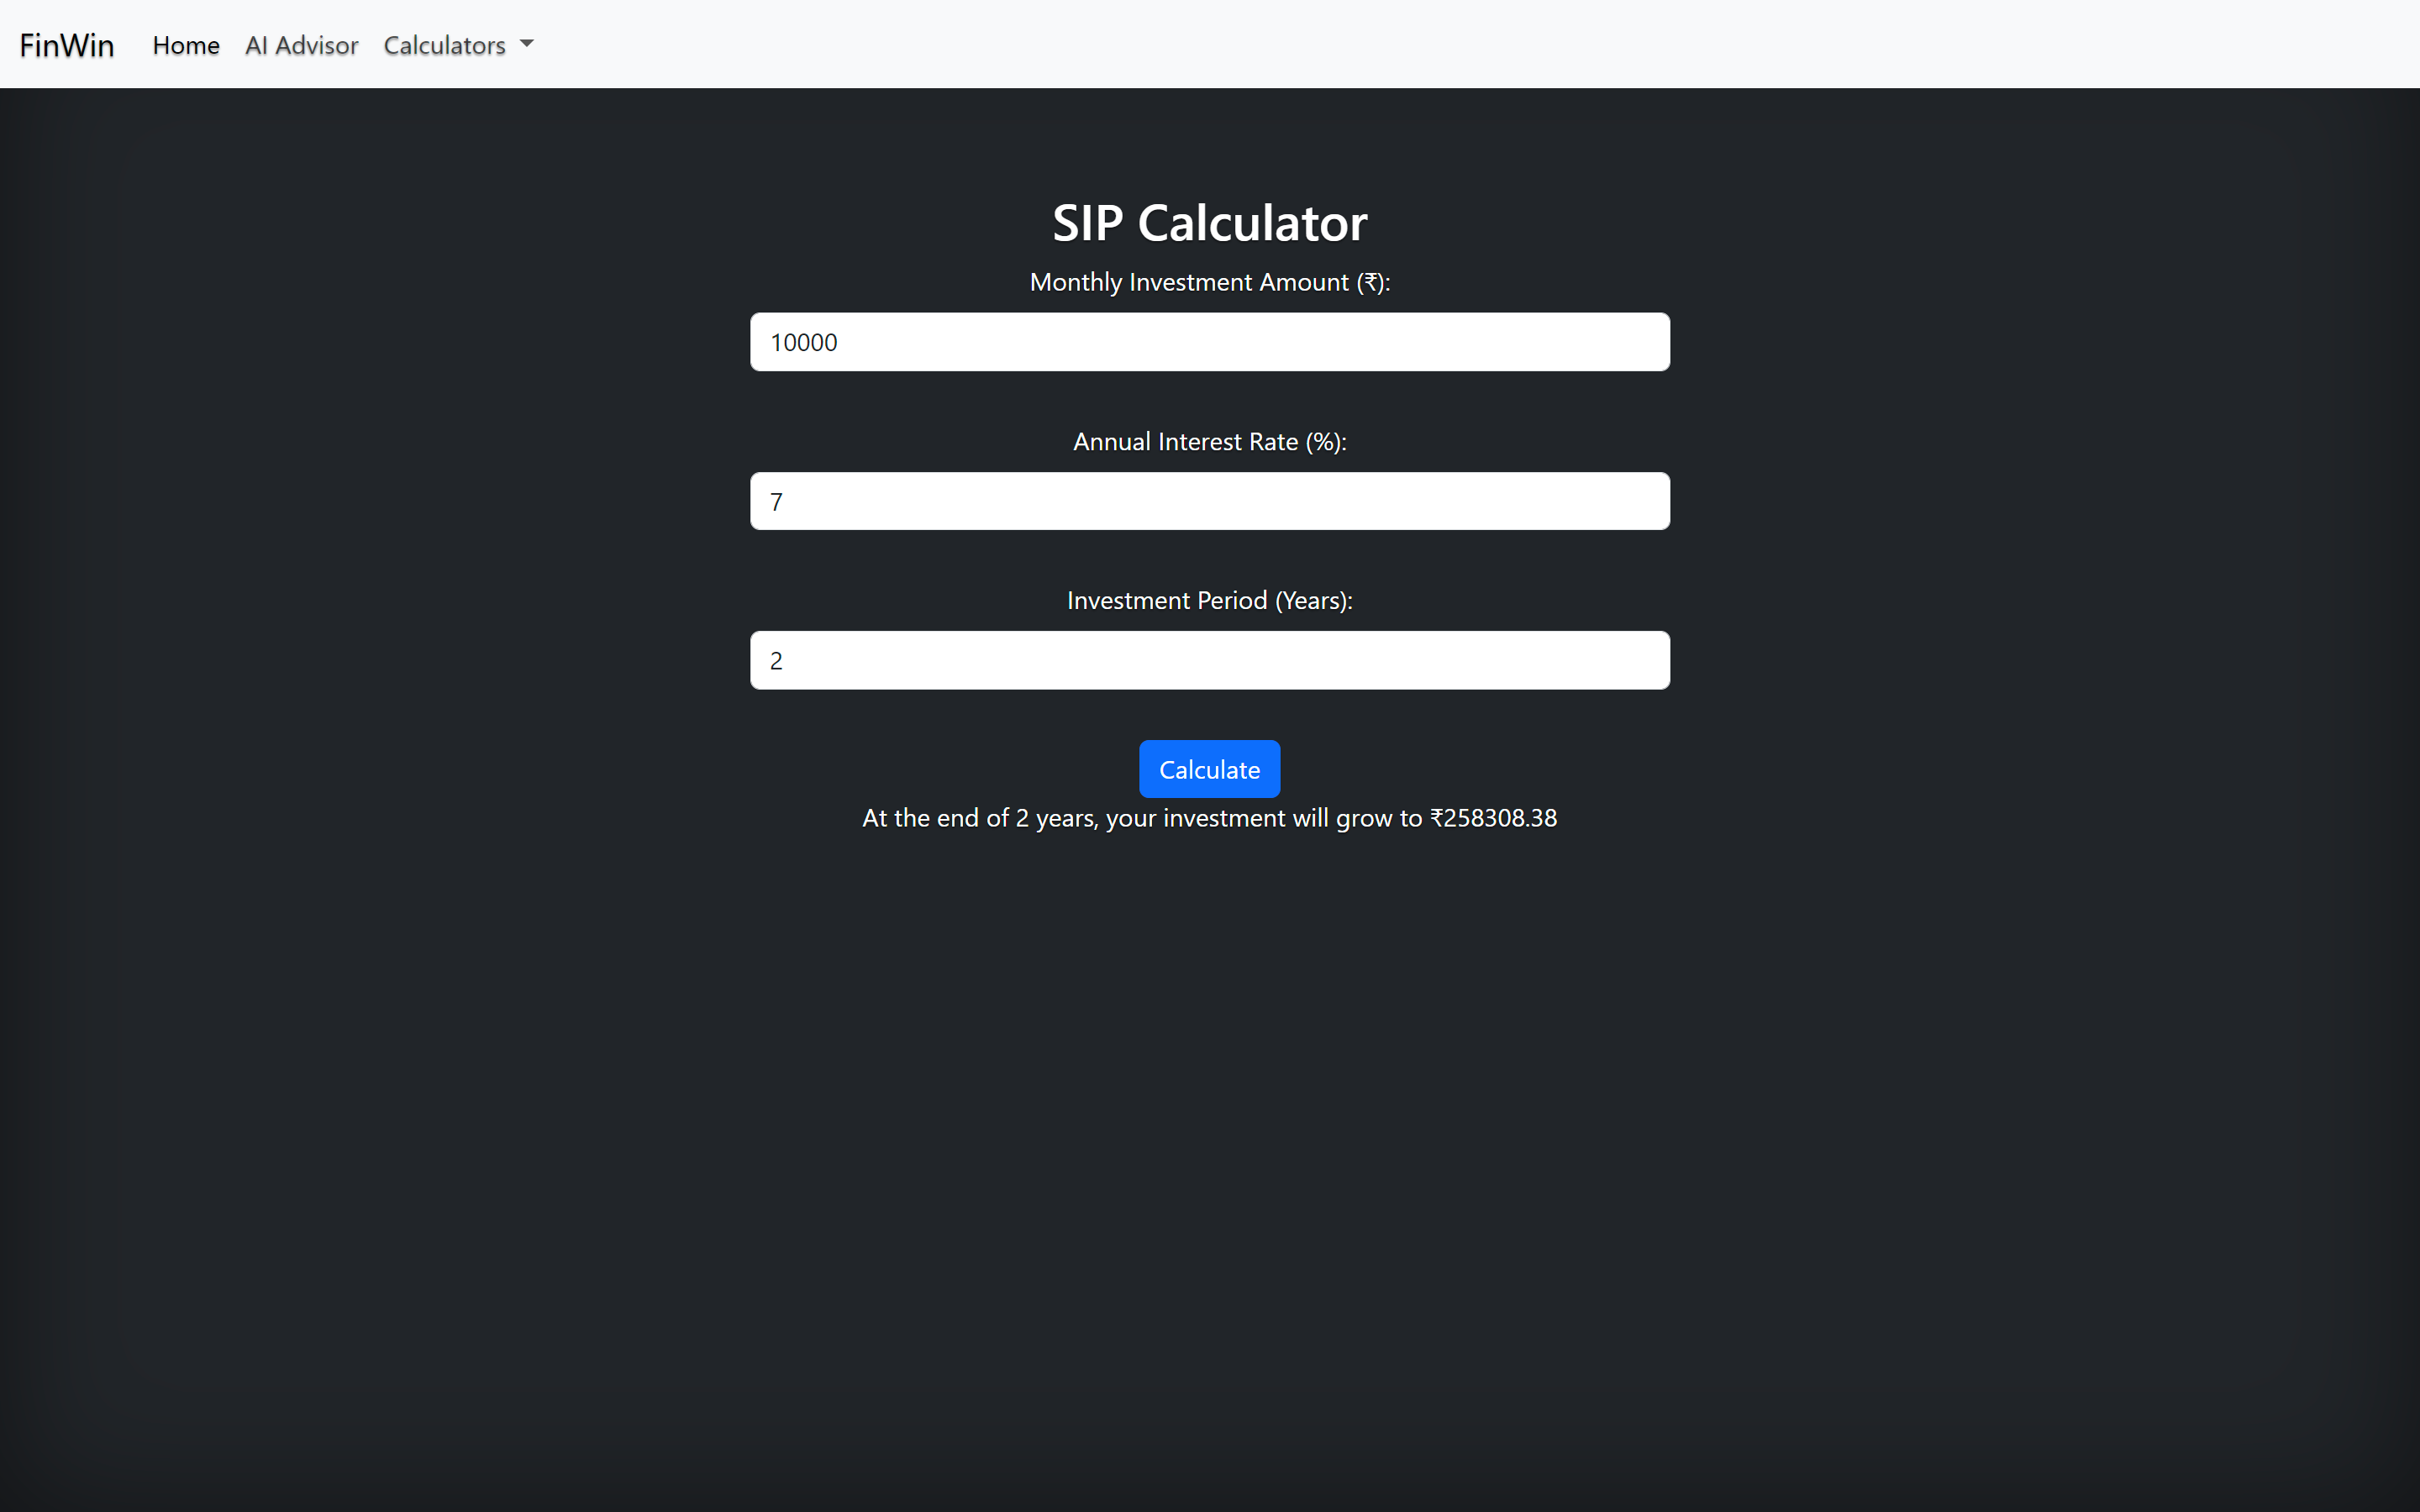 FinWin Home AI Advisor Calculators
SIP Calculator
Monthly Investment Amount (₹):
10000
Annual Interest Rate (%):
7
Investment Period (Years):
2
Calculate
At the end of 2 years, your investment will grow to ₹258308.38